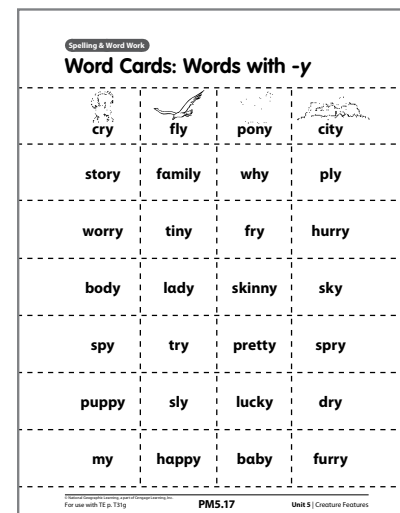 Spelling & Word Work
Word Cards: Words with -y
cry fly pony city
story family why ply
worry tiny fry hurry
body lady skinny sky
spy try pretty spry
puppy sly lucky dry
my happy baby furry
© National Geographic Learning, a part of Cengage Learning, Inc.
For use with TE p. T31g PM5.17 Unit 5 | Creature Features